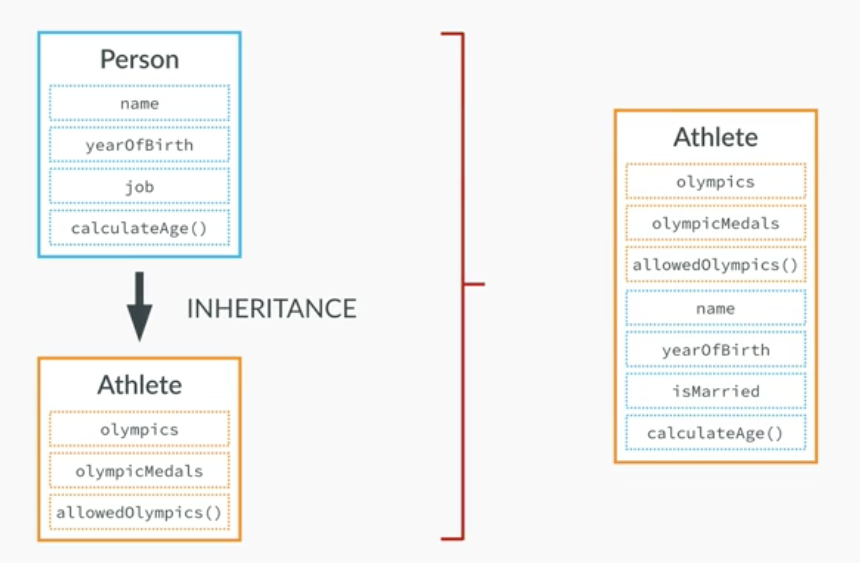 Person
name
yearOfBirth
job
calculateAge()
INHERITANCE
Athlete
olympics
olympicMedals
allowedOlympics()
Athlete
olympics
olympicMedals
allowedOlympics()
name
yearOfBirth
isMarried
calculateAge()